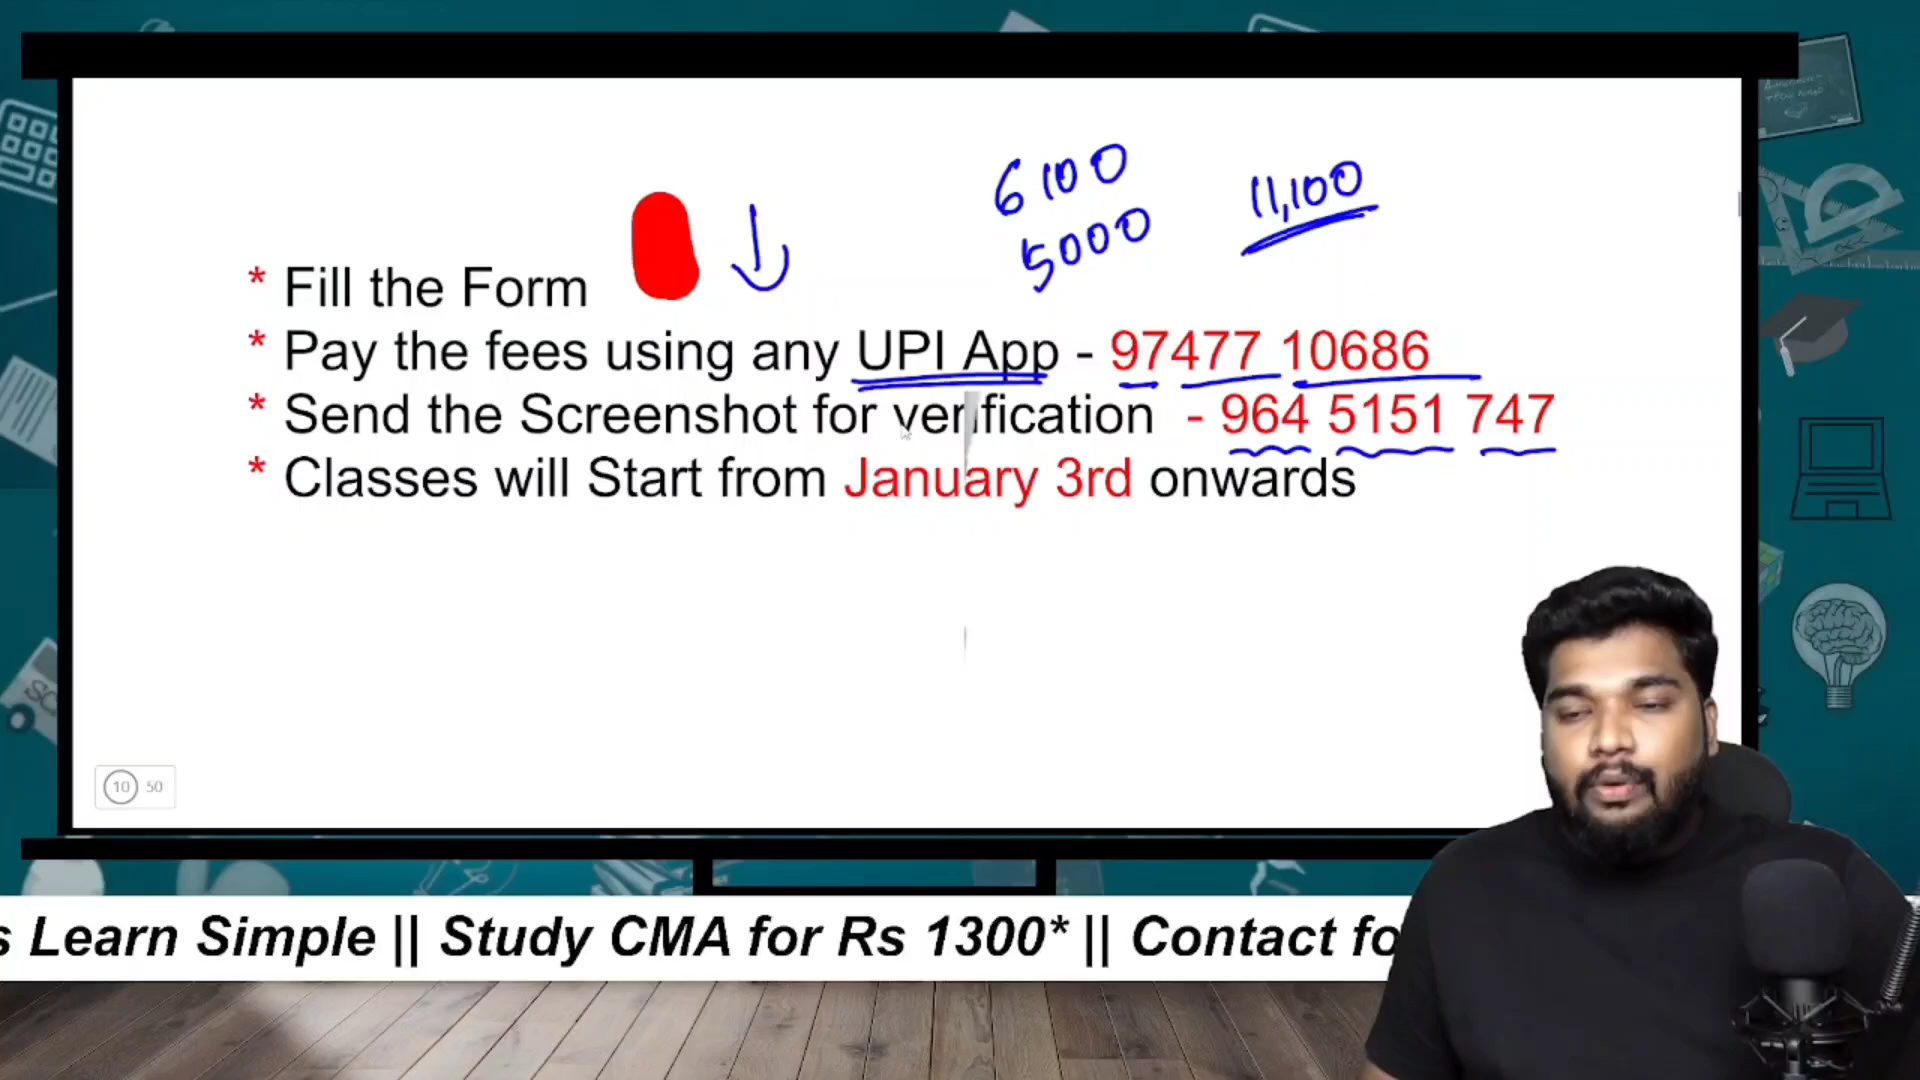 6100
5000
11,100
* Fill the Form
* Pay the fees using any UPI App - 97477 10686
* Send the Screenshot for verification - 964 5151 747
* Classes will Start from January 3rd onwards
10 50
s Learn Simple || Study CMA for Rs 1300* || Contact fo